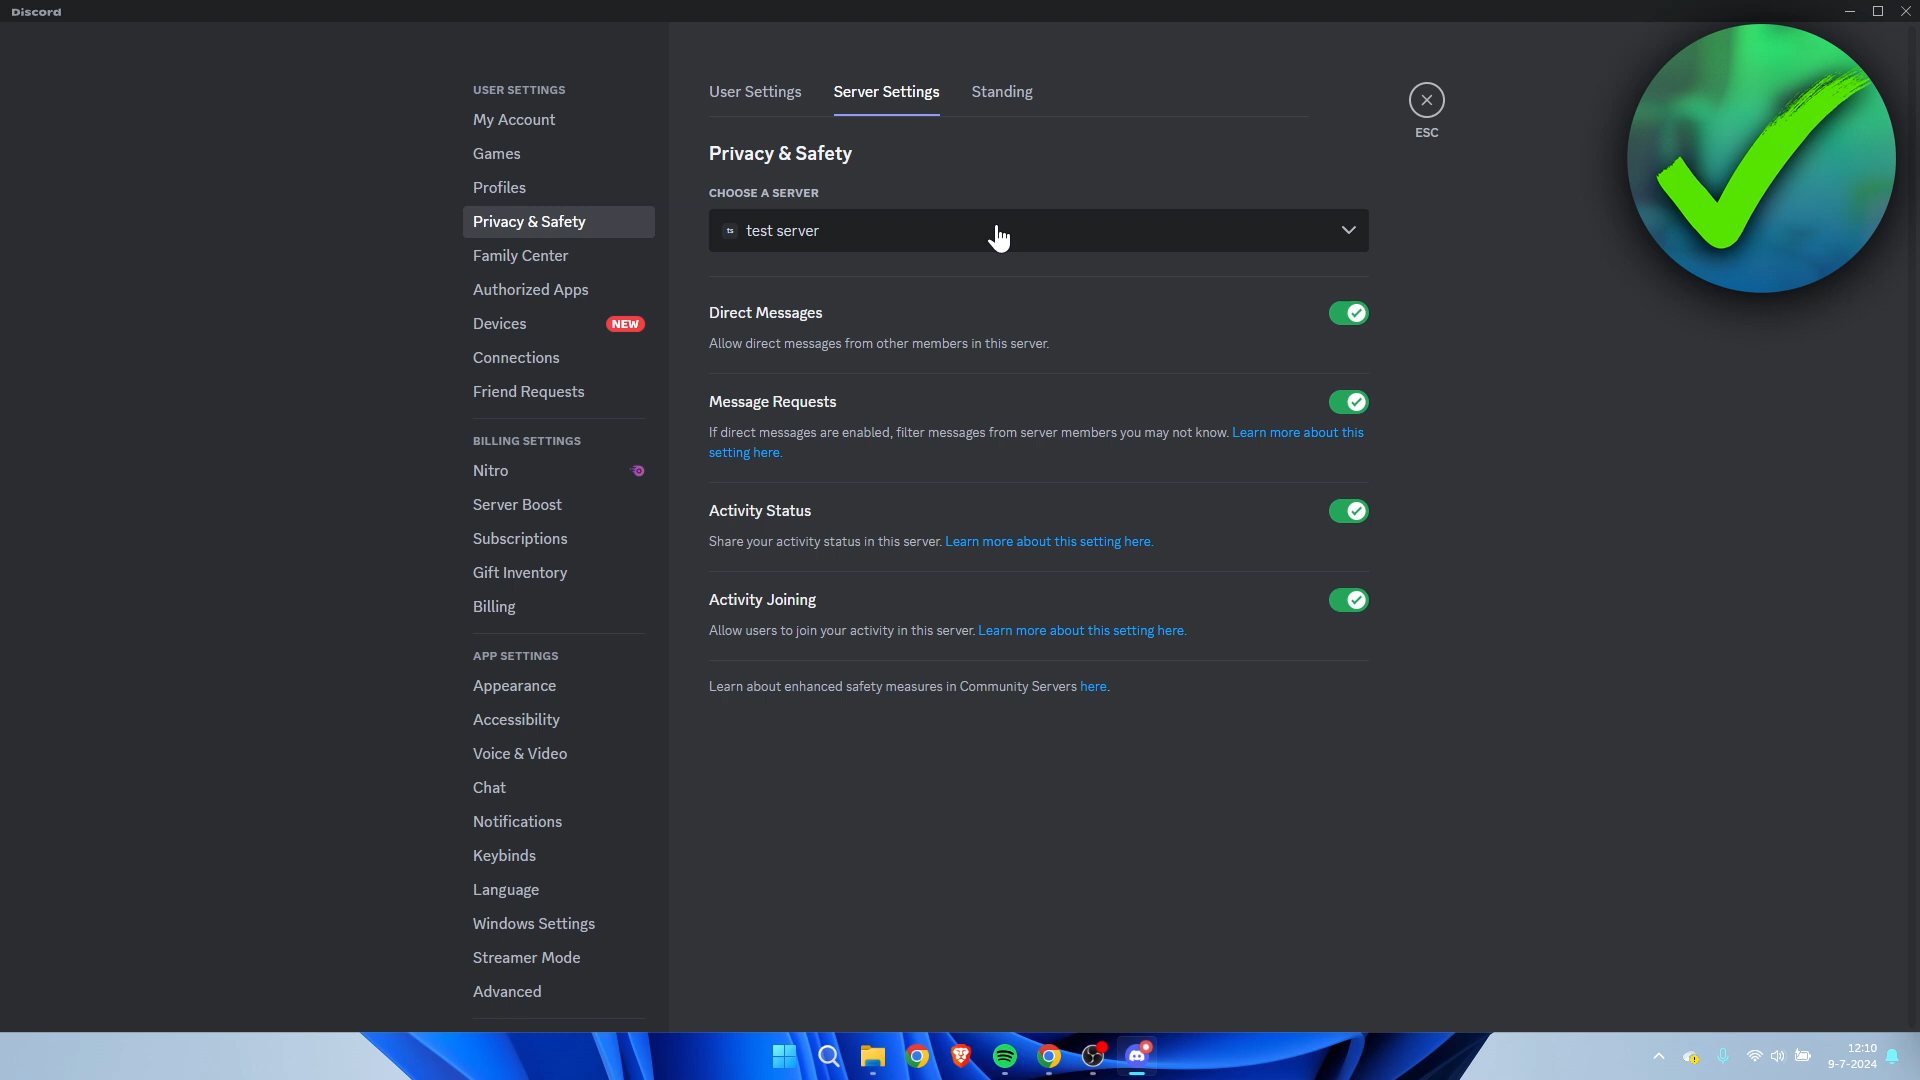 Discord
USER SETTINGS
My Account
Games
Profiles
Privacy & Safety
Family Center
Authorized Apps
Devices NEW
Connections
Friend Requests
BILLING SETTINGS
Nitro
Server Boost
Subscriptions
Gift Inventory
Billing
APP SETTINGS
Appearance
Accessibility
Voice & Video
Chat
Notifications
Keybinds
Language
Windows Settings
Streamer Mode
Advanced
User Settings Server Settings Standing
ESC
Privacy & Safety
CHOOSE A SERVER
ts test server
Direct Messages
Allow direct messages from other members in this server.
Message Requests
If direct messages are enabled, filter messages from server members you may not know. Learn more about this
setting here.
Activity Status
Share your activity status in this server. Learn more about this setting here.
Activity Joining
Allow users to join your activity in this server. Learn more about this setting here.
Learn about enhanced safety measures in Community Servers here.
12:10
9-7-2024